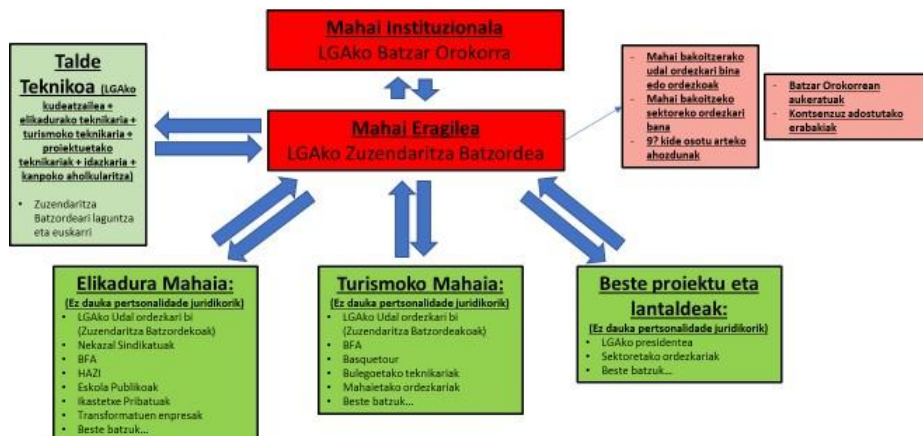 Mahai Instituzionala
LGAko Batzar Orokorra
Talde
Teknikoa (LGAko
kudeatzailea +
elikadurako teknikaria +
turismoko teknikaria +
proiektuetako
teknikariak + idazkaria +
kanpoko aholkularitza)
• Zuzendaritza
Batzordeari laguntza
eta euskarri
Mahai Eragilea
LGAko Zuzendaritza Batzordea
- Mahai bakoitzerako
udal ordezkari bina
edo ordezkoak
- Mahai bakoitzeko
sektoreko ordezkari
bana
- 9? kide osotu arteko
ahozdunak
- Batzar Orokorrean
aukeratuak
- Kontsenzuz adostutako
erabakiak
Elikadura Mahaia:
(Ez dauka pertsonalidade juridikorik)
• LGAko Udal ordezkari bi
(Zuzendaritza Batzordekoak)
• Nekazal Sindikatuak
• BFA
• HAZI
• Eskola Publikoak
• Ikastetxe Pribatuak
• Transformatuen enpresak
• Beste batzuk...
Turismoko Mahaia:
(Ez dauka pertsonalidade juridikorik)
• LGAko Udal ordezkari bi
(Zuzendaritza Batzordeakoak)
• BFA
• Basquetour
• Bulegoetako teknikariak
• Mahaietako ordezkariak
• Beste batzuk...
Beste proiektu eta
lantaldeak:
(Ez dauka pertsonalidade juridikorik)
• LGAko presidentea
• Sektoretako ordezkariak
• Beste batzuk...